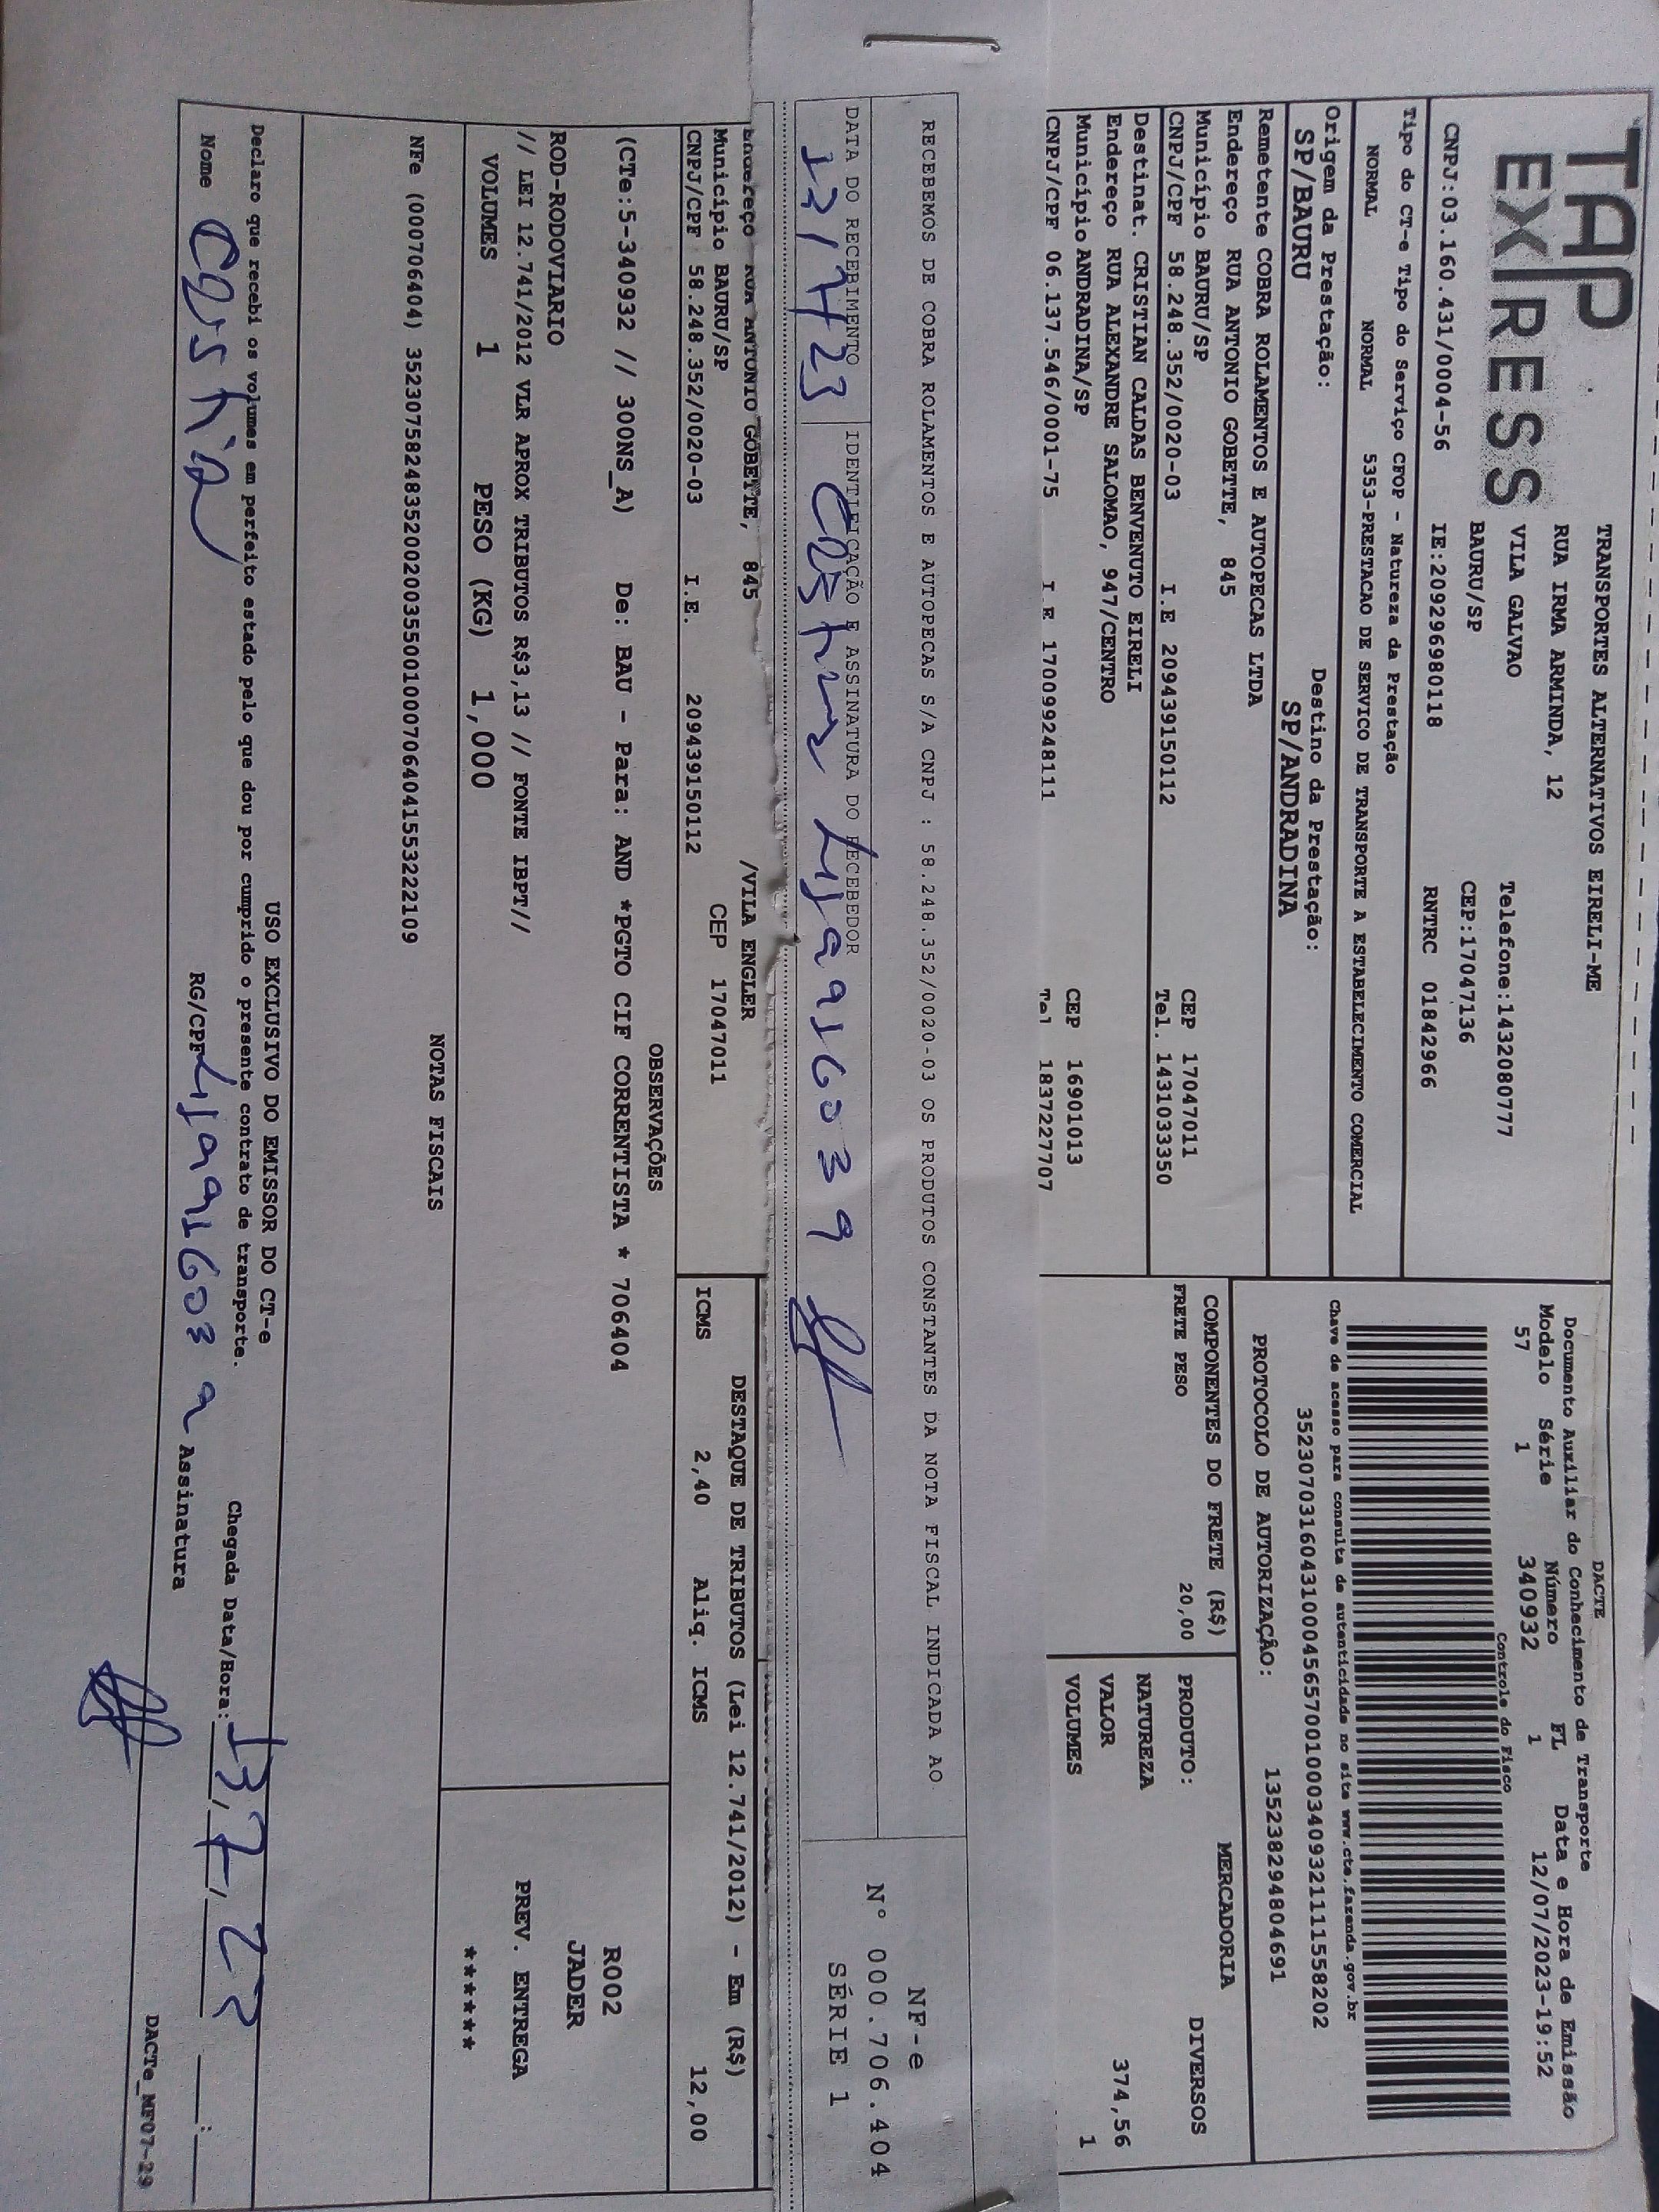 TAP
EXPRESS
TRANSPORTES ALTERNATIVOS EIRELI-ME
RUA IRMA ARMINDA, 12
VILA GALVAO Telefone:1432080777
BAURU/SP CEP:17047136
CNPJ:03.160.431/0004-56 IE:209296980118 RNTRC 01842966
DACTE
Documento Auxiliar do Conhecimento de Transporte
Modelo Série Número FL Data e Hora de Emissão
57 1 340932 1 12/07/2023-19:52
Controle do Fisco
Tipo do CT-e Tipo do Serviço CFOP - Natureza da Prestação
NORMAL NORMAL 5353-PRESTACAO DE SERVICO DE TRANSPORTE A ESTABELECIMENTO COMERCIAL
Chave de acesso para consulta de autenticidade no site www.cte.fazenda.gov.br
35230703160431000456570010003409321111558202
Origem da Prestação: Destino da Prestação:
SP/BAURU SP/ANDRADINA
PROTOCOLO DE AUTORIZAÇÃO: 135238294804691
Remetente COBRA ROLAMENTOS E AUTOPECAS LTDA
Endereço RUA ANTONIO GOBETTE, 845
Município BAURU/SP CEP 17047011
CNPJ/CPF 58.248.352/0020-03 I.E 209439150112 Tel. 1431033350
Destinat. CRISTIAN CALDAS BENVENUTO EIRELI
Endereço RUA ALEXANDRE SALOMAO, 947/CENTRO
Município ANDRADINA/SP CEP 16901013
CNPJ/CPF 06.137.546/0001-75 I E 170099248111 Tel 1837227707
COMPONENTES DO FRETE (R$)
FRETE PESO 20,00
MERCADORIA
PRODUTO: DIVERSOS
NATUREZA
VALOR 374,56
VOLUMES 1
RECEBEMOS DE COBRA ROLAMENTOS E AUTOPECAS S/A CNPJ : 58.248.352/0020-03 OS PRODUTOS CONSTANTES DA NOTA FISCAL INDICADA AO
NF-e
Nº 000.706.404
SÉRIE 1
DATA DO RECEBIMENTO IDENTIFICAÇÃO E ASSINATURA DO RECEBEDOR
13/7/23
Endereço RUA ANTONIO GOBETTE, 845 /VILA ENGLER
Município BAURU/SP CEP 17047011
CNPJ/CPF 58.248.352/0020-03 I.E. 209439150112
DESTAQUE DE TRIBUTOS (Lei 12.741/2012) - Em (R$)
ICMS 2,40 Aliq. ICMS 12,00
OBSERVAÇÕES
(CTe:5-340932 // 300NS_A) De: BAU - Para: AND *PGTO CIF CORRENTISTA * 706404
R002
JADER
ROD-RODOVIARIO
// LEI 12.741/2012 VLR APROX TRIBUTOS R$3,13 // FONTE IBPT//
PREV. ENTREGA
*******
VOLUMES 1 PESO (KG) 1,000
NOTAS FISCAIS
NFe (000706404) 35230758248352002003550010007064041553222109
USO EXCLUSIVO DO EMISSOR DO CT-e
Declaro que recebi os volumes em perfeito estado pelo que dou por cumprido o presente contrato de transporte.
Chegada Data/Hora: 13, 7, 23 :
Nome RG/CPF Assinatura
DACTe_MF07-29